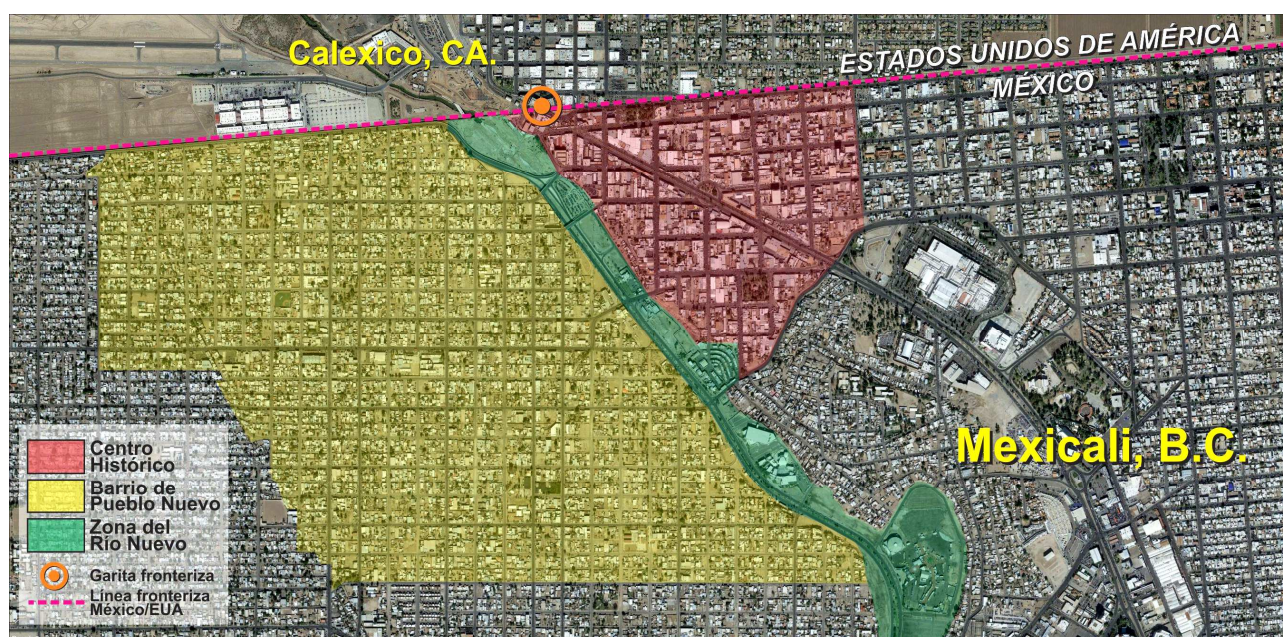 Calexico, CA.
ESTADOS UNIDOS DE AMÉRICA
MÉXICO
Mexicali, B.C.
Centro
Histórico
Barrio de
Pueblo Nuevo
Zona del
Río Nuevo
Garita fronteriza
Línea fronteriza
México/EUA